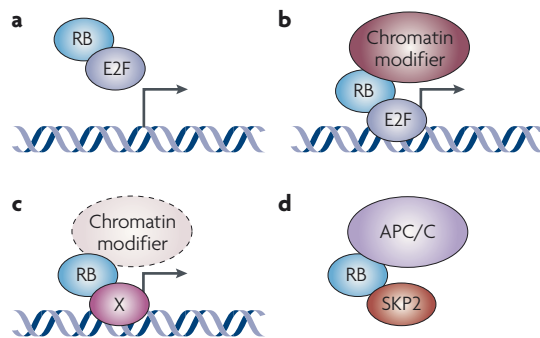 a
RB
E2F
b
Chromatin
modifier
RB
E2F
c
Chromatin
modifier
RB
X
d
APC/C
RB
SKP2